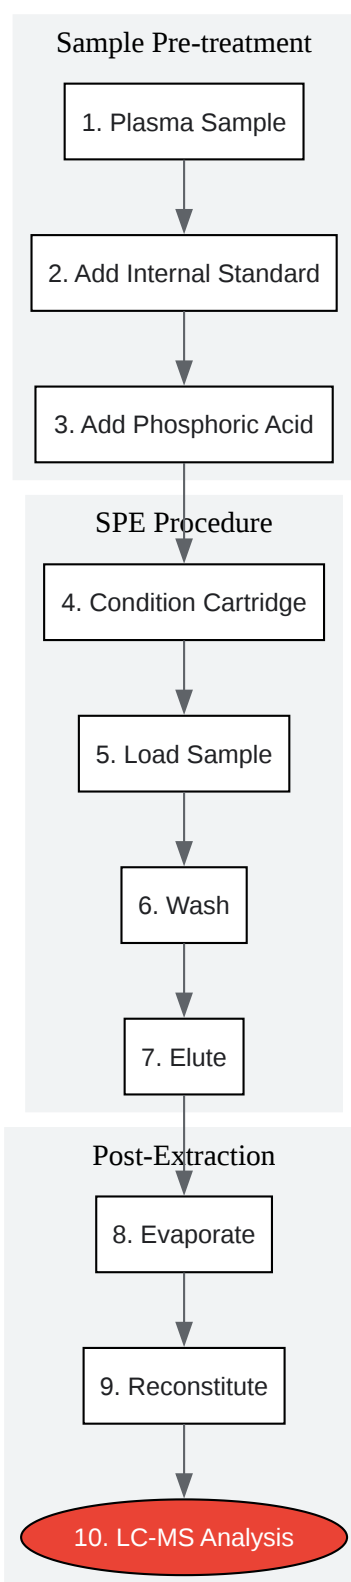 Sample Pre-treatment
1. Plasma Sample
2. Add Internal Standard
3. Add Phosphoric Acid
SPE Procedure
4. Condition Cartridge
5. Load Sample
6. Wash
7. Elute
Post-Extraction
8. Evaporate
9. Reconstitute
10. LC-MS Analysis